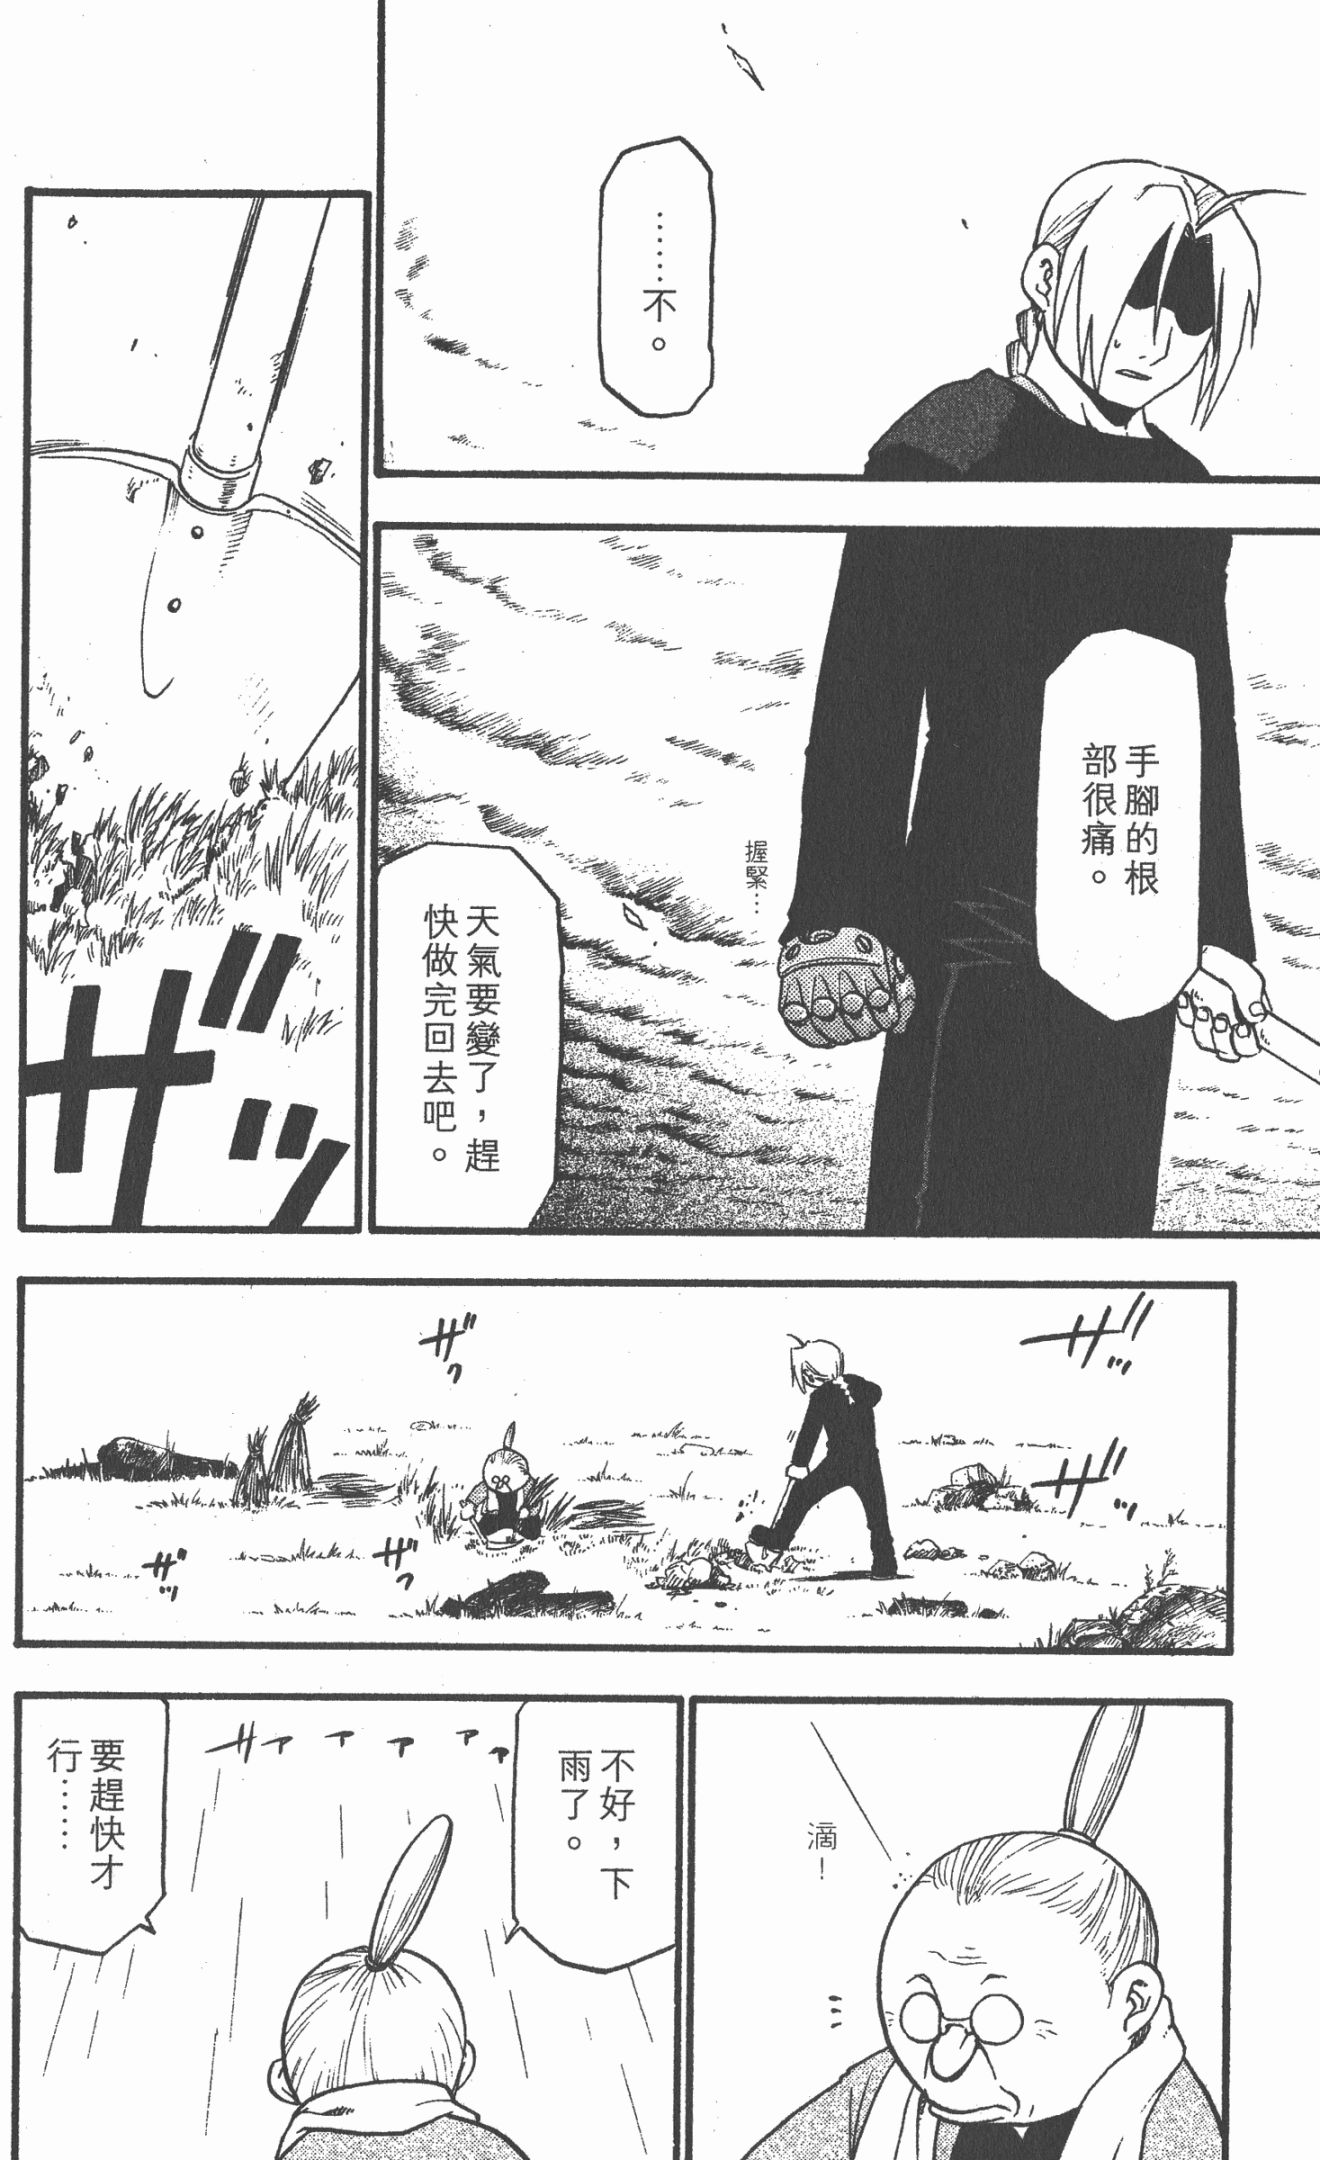 ……不。
手腳的根
部很痛。
握緊…
天氣要變了，趕
快做完回去吧。
ザッ
ザッ
ザッ
ザッ
ザッ
ザッ
滴！
不好，下
雨了。
サァァァァァ
要趕快才
行……